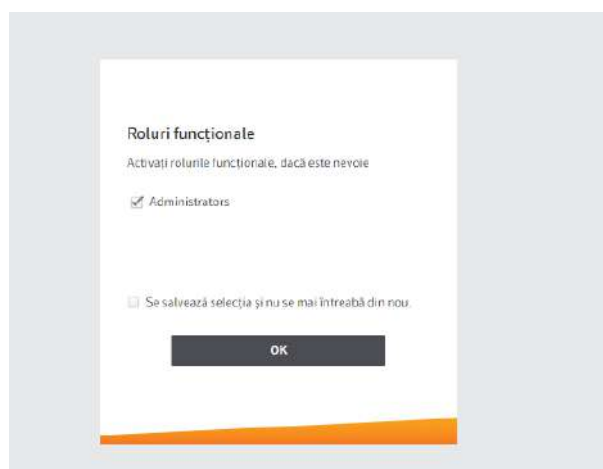 Roluri funcționale
Activați rolurile funcționale, dacă este nevoie
Administrators
Se salvează selecția și nu se mai întreabă din nou.
OK